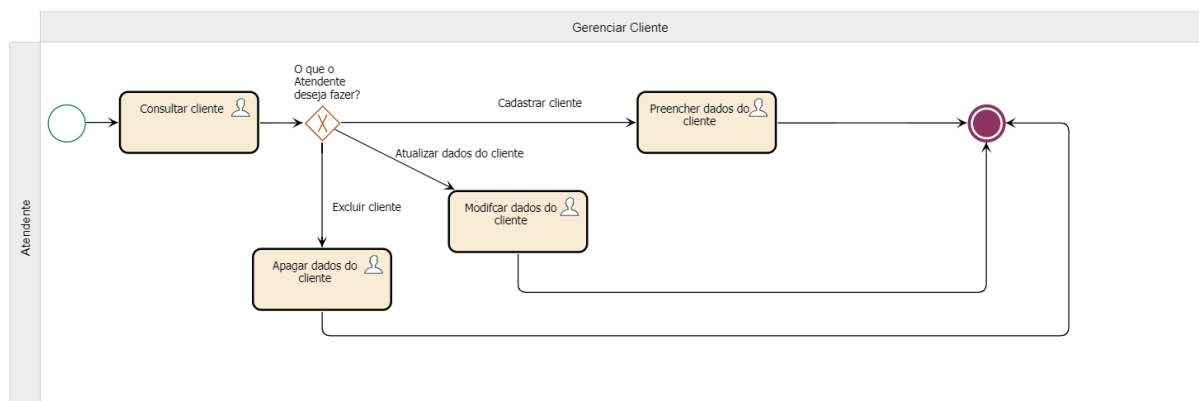 Gerenciar Cliente
Atendente
Consultar cliente
O que o
Atendente
deseja fazer?
Cadastrar cliente
Preencher dados do
cliente
Atualizar dados do cliente
Modifcar dados do
cliente
Excluir cliente
Apagar dados do
cliente